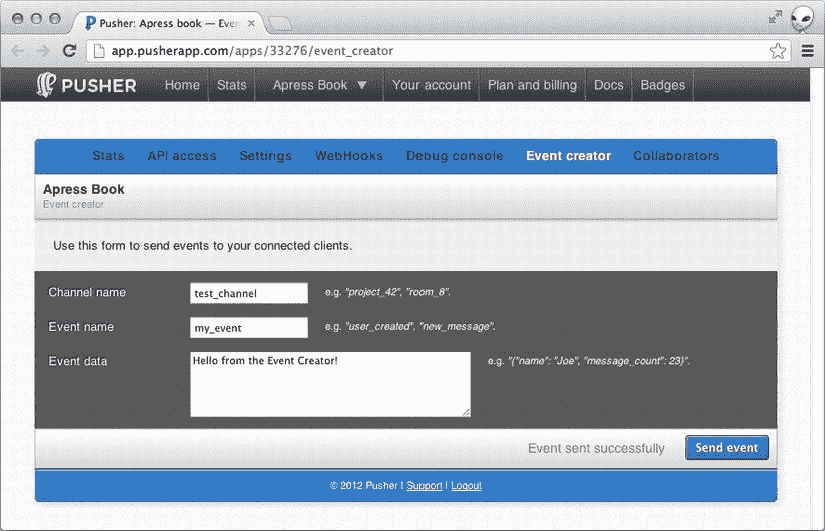 Pusher: Apress book — Even
app.pusherapp.com/apps/33276/event_creator
PUSHER Home Stats Apress Book ▼ Your account Plan and billing Docs Badges
Stats API access Settings WebHooks Debug console Event creator Collaborators
Apress Book
Event creator
Use this form to send events to your connected clients.
Channel name test_channel e.g. "project_42", "room_8".
Event name my_event e.g. "user_created", "new_message".
Event data Hello from the Event Creator! e.g. "{"name": "Joe", "message_count": 23}".
Event sent successfully Send event
© 2012 Pusher | Support | Logout